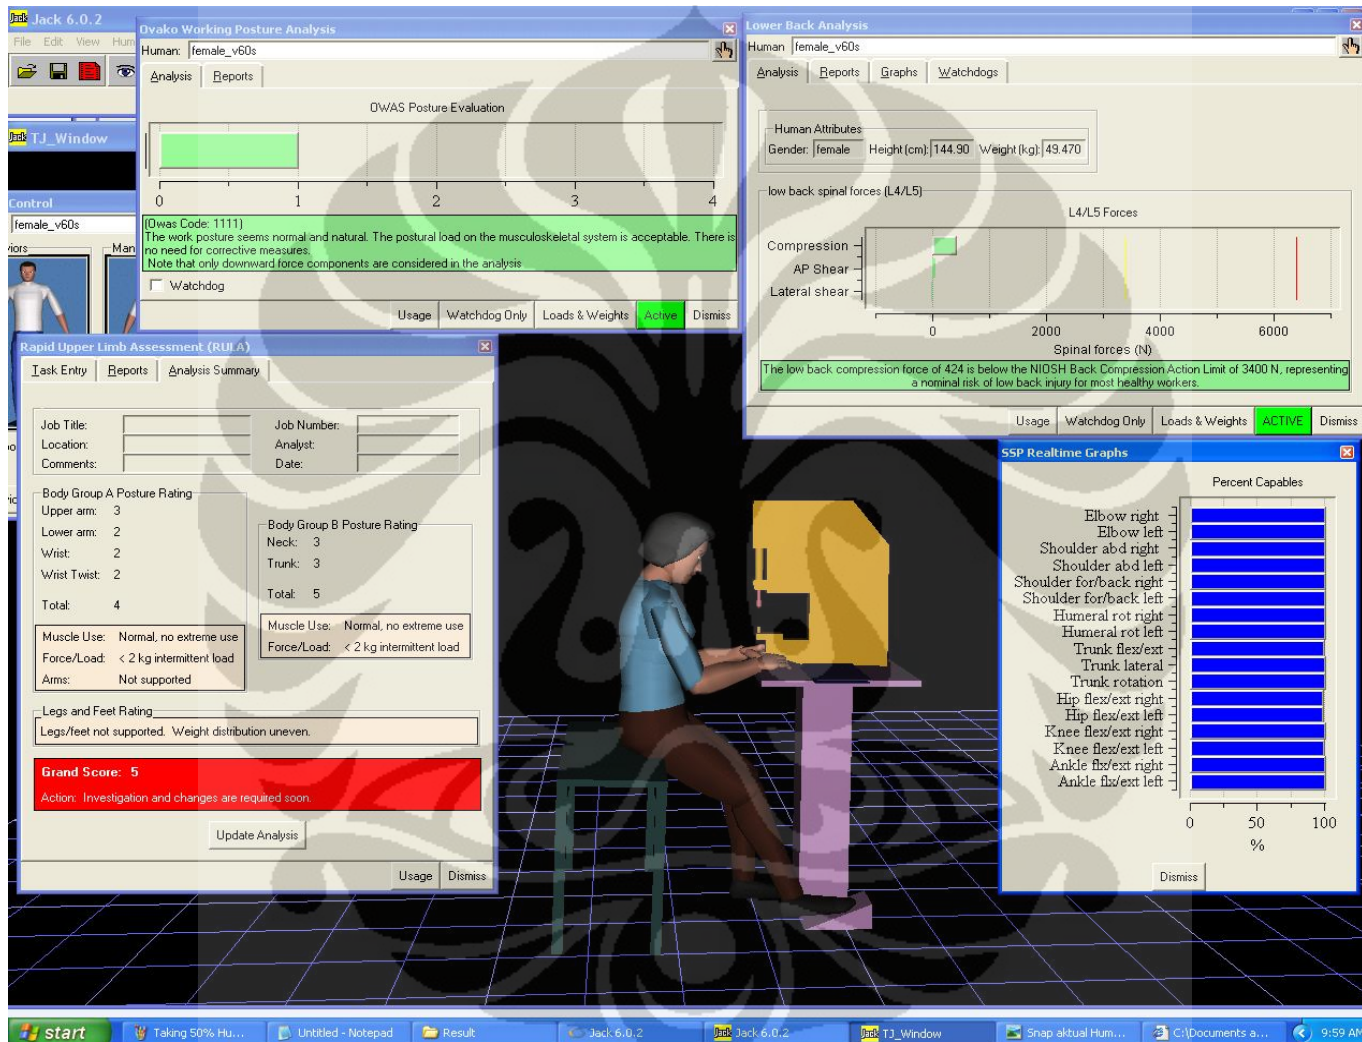 Jack Jack 6.0.2
File Edit View Hum
Jack TJ_Window
Control
female_v60s
iors Man
Ovako Working Posture Analysis
Human: female_v60s
Analysis Reports
OWAS Posture Evaluation
0 1 2 3 4
(Owas Code: 1111)
The work posture seems normal and natural. The postural load on the musculoskeletal system is acceptable. There is
no need for corrective measures.
Note that only downward force components are considered in the analysis
Watchdog
Usage Watchdog Only Loads & Weights Active Dismiss
Lower Back Analysis
Human female_v60s
Analysis Reports Graphs Watchdogs
Human Attributes
Gender: female Height (cm): 144.90 Weight (kg): 49.470
low back spinal forces (L4/L5)
L4/L5 Forces
Compression
AP Shear
Lateral shear
0 2000 4000 6000
Spinal forces (N)
The low back compression force of 424 is below the NIOSH Back Compression Action Limit of 3400 N, representing
a nominal risk of low back injury for most healthy workers.
Usage Watchdog Only Loads & Weights ACTIVE Dismiss
Rapid Upper Limb Assessment (RULA)
Task Entry Reports Analysis Summary
Job Title: Job Number:
Location: Analyst:
Comments: Date:
Body Group A Posture Rating
Upper arm: 3
Lower arm: 2
Wrist: 2
Wrist Twist: 2
Total: 4
Muscle Use: Normal, no extreme use
Force/Load: < 2 kg intermittent load
Arms: Not supported
Body Group B Posture Rating
Neck: 3
Trunk: 3
Total: 5
Muscle Use: Normal, no extreme use
Force/Load: < 2 kg intermittent load
Legs and Feet Rating
Legs/feet not supported. Weight distribution uneven.
Grand Score: 5
Action: Investigation and changes are required soon.
Update Analysis
Usage Dismiss
SSP Realtime Graphs
Percent Capables
Elbow right
Elbow left
Shoulder abd right
Shoulder abd left
Shoulder for/back right
Shoulder for/back left
Humeral rot right
Humeral rot left
Trunk flex/ext
Trunk lateral
Trunk rotation
Hip flex/ext right
Hip flex/ext left
Knee flex/ext right
Knee flex/ext left
Ankle flx/ext right
Ankle flx/ext left
0 50 100
%
Dismiss
start Taking 50% Hu... Untitled - Notepad Result Jack 6.0.2 Jack Jack 6.0.2 Jack TJ_Window Snap aktual Hum... C:\Documents a... 9:59 AM